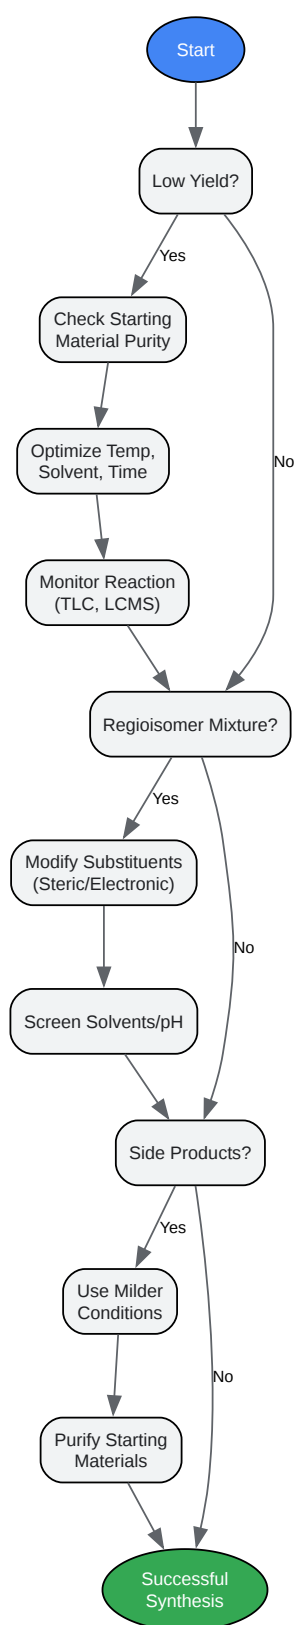 Start
Low Yield?
Yes
Check Starting
Material Purity
Optimize Temp,
Solvent, Time
No
Monitor Reaction
(TLC, LCMS)
Regioisomer Mixture?
Yes
Modify Substituents
(Steric/Electronic)
No
Screen Solvents/pH
Side Products?
Yes
Use Milder
Conditions
No
Purify Starting
Materials
Successful
Synthesis